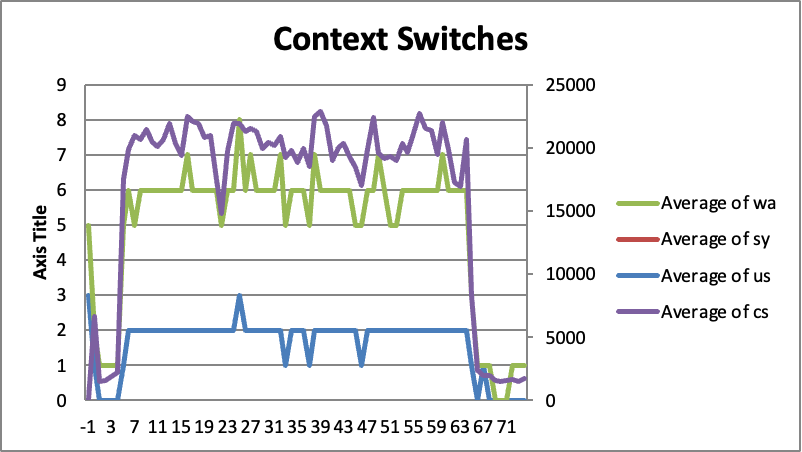 Context Switches
9
8
7
6
5
4
3
2
1
0
Axis Title
25000
20000
15000
10000
5000
0
-1 3 7 11 15 19 23 27 31 35 39 43 47 51 55 59 63 67 71
Average of wa
Average of sy
Average of us
Average of cs